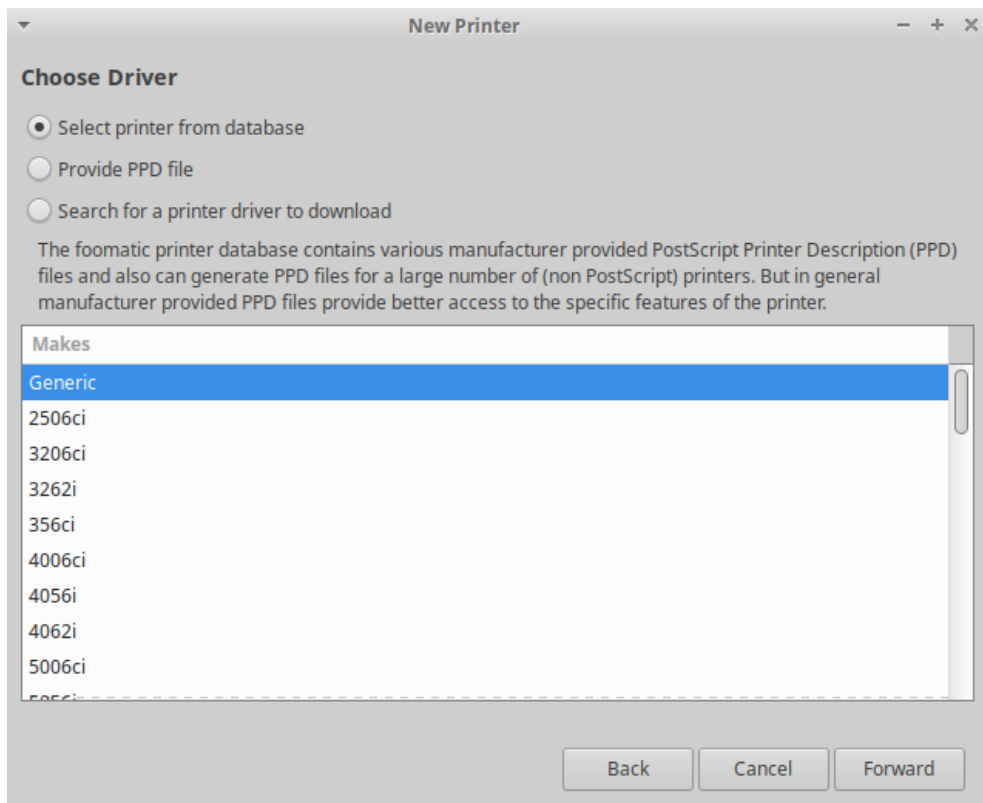 New Printer
Choose Driver
Select printer from database
Provide PPD file
Search for a printer driver to download
The foomatic printer database contains various manufacturer provided PostScript Printer Description (PPD)
files and also can generate PPD files for a large number of (non PostScript) printers. But in general
manufacturer provided PPD files provide better access to the specific features of the printer.
Makes
Generic
2506ci
3206ci
3262i
356ci
4006ci
4056i
4062i
5006ci
Back Cancel Forward